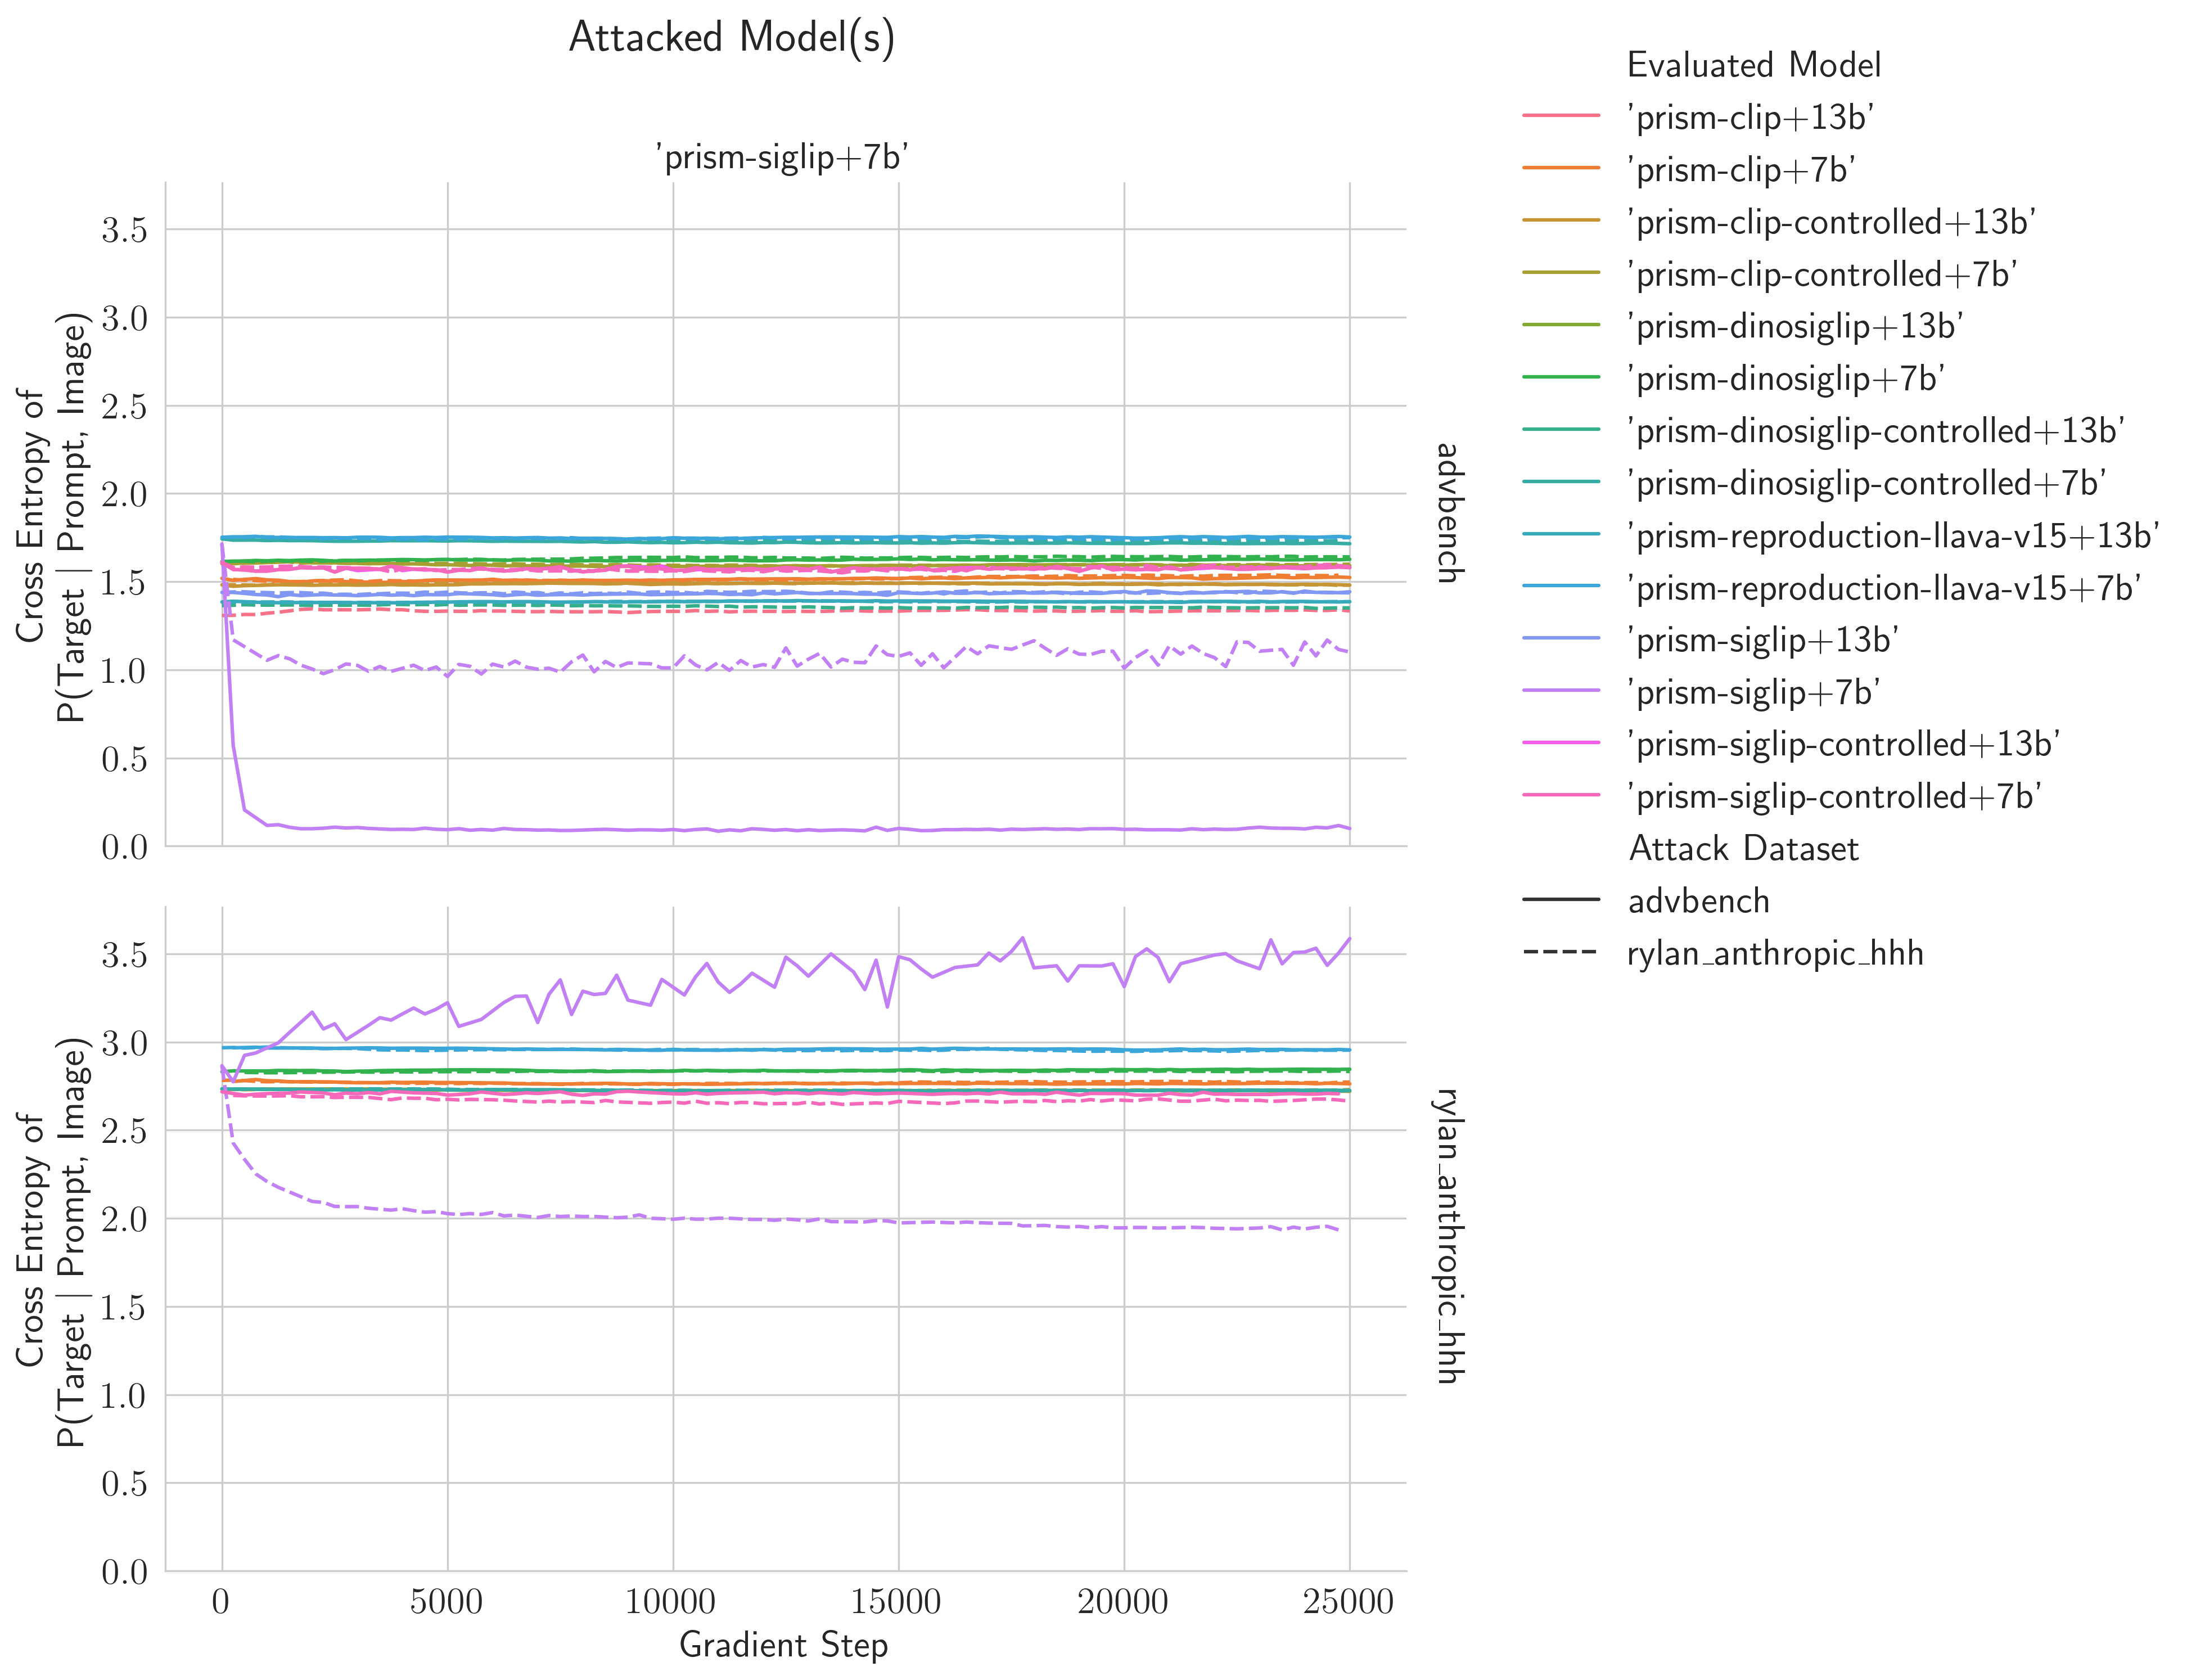 Attacked Model(s)
'prism-siglip+7b'
Cross Entropy of
P(Target | Prompt, Image)
3.5
3.0
2.5
2.0
1.5
1.0
0.5
0.0
advbench
Cross Entropy of
P(Target | Prompt, Image)
3.5
3.0
2.5
2.0
1.5
1.0
0.5
0.0
rylan_anthropic_hhh
0 5000 10000 15000 20000 25000
Gradient Step
Evaluated Model
'prism-clip+13b'
'prism-clip+7b'
'prism-clip-controlled+13b'
'prism-clip-controlled+7b'
'prism-dinosiglip+13b'
'prism-dinosiglip+7b'
'prism-dinosiglip-controlled+13b'
'prism-dinosiglip-controlled+7b'
'prism-reproduction-llava-v15+13b'
'prism-reproduction-llava-v15+7b'
'prism-siglip+13b'
'prism-siglip+7b'
'prism-siglip-controlled+13b'
'prism-siglip-controlled+7b'
Attack Dataset
advbench
rylan_anthropic_hhh